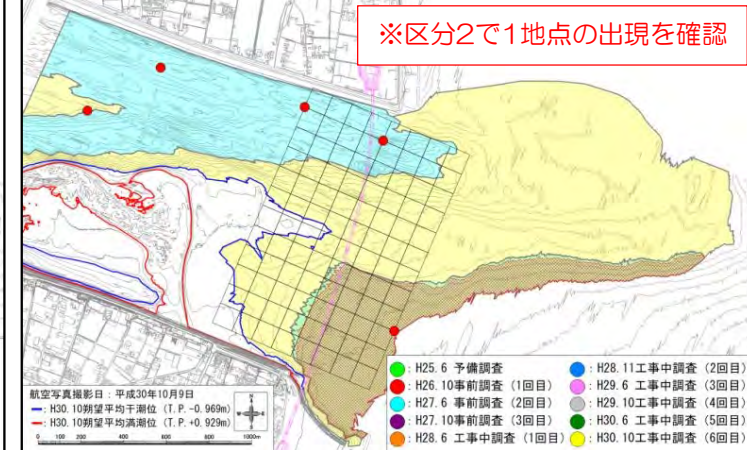 ※区分2で1地点の出現を確認
航空写真撮影日：平成30年10月9日
: H30.10朔望平均干潮位 (T.P.-0.969m)
: H30.10朔望平均満潮位 (T.P.+0.929m)
0 100 200 400 600 800 1000m
: H25.6 予備調査
: H26.10事前調査 (1回目)
: H27.6 事前調査 (2回目)
: H27.10事前調査 (3回目)
: H28.6 工事中調査 (1回目)
: H28.11工事中調査 (2回目)
: H29.6 工事中調査 (3回目)
: H29.10工事中調査 (4回目)
: H30.6 工事中調査 (5回目)
: H30.10工事中調査 (6回目)